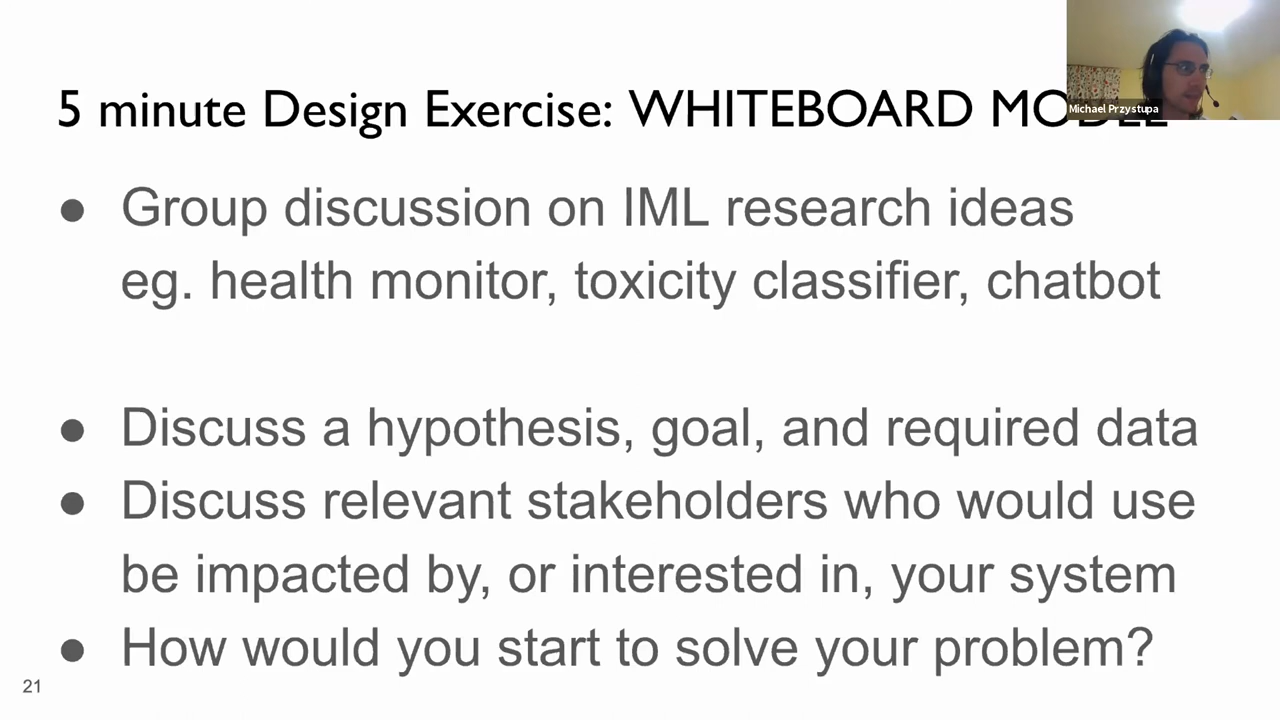 5 minute Design Exercise: WHITEBOARD MODEL
Michael Przystupa
● Group discussion on IML research ideas
eg. health monitor, toxicity classifier, chatbot
● Discuss a hypothesis, goal, and required data
● Discuss relevant stakeholders who would use
be impacted by, or interested in, your system
● How would you start to solve your problem?
21